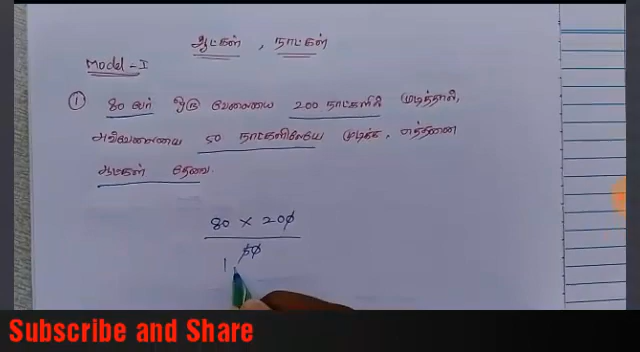 ஆட்கள் , நாட்கள்
Model - I
① 80 பேர் ஒரு வேலையை 200 நாட்களில் முடித்தால்,
அவ்வேலையை 50 நாட்களிலேயே முடிக்க, எத்தனை
ஆட்கள் தேவை.
80 × 200
50
1
Subscribe and Share